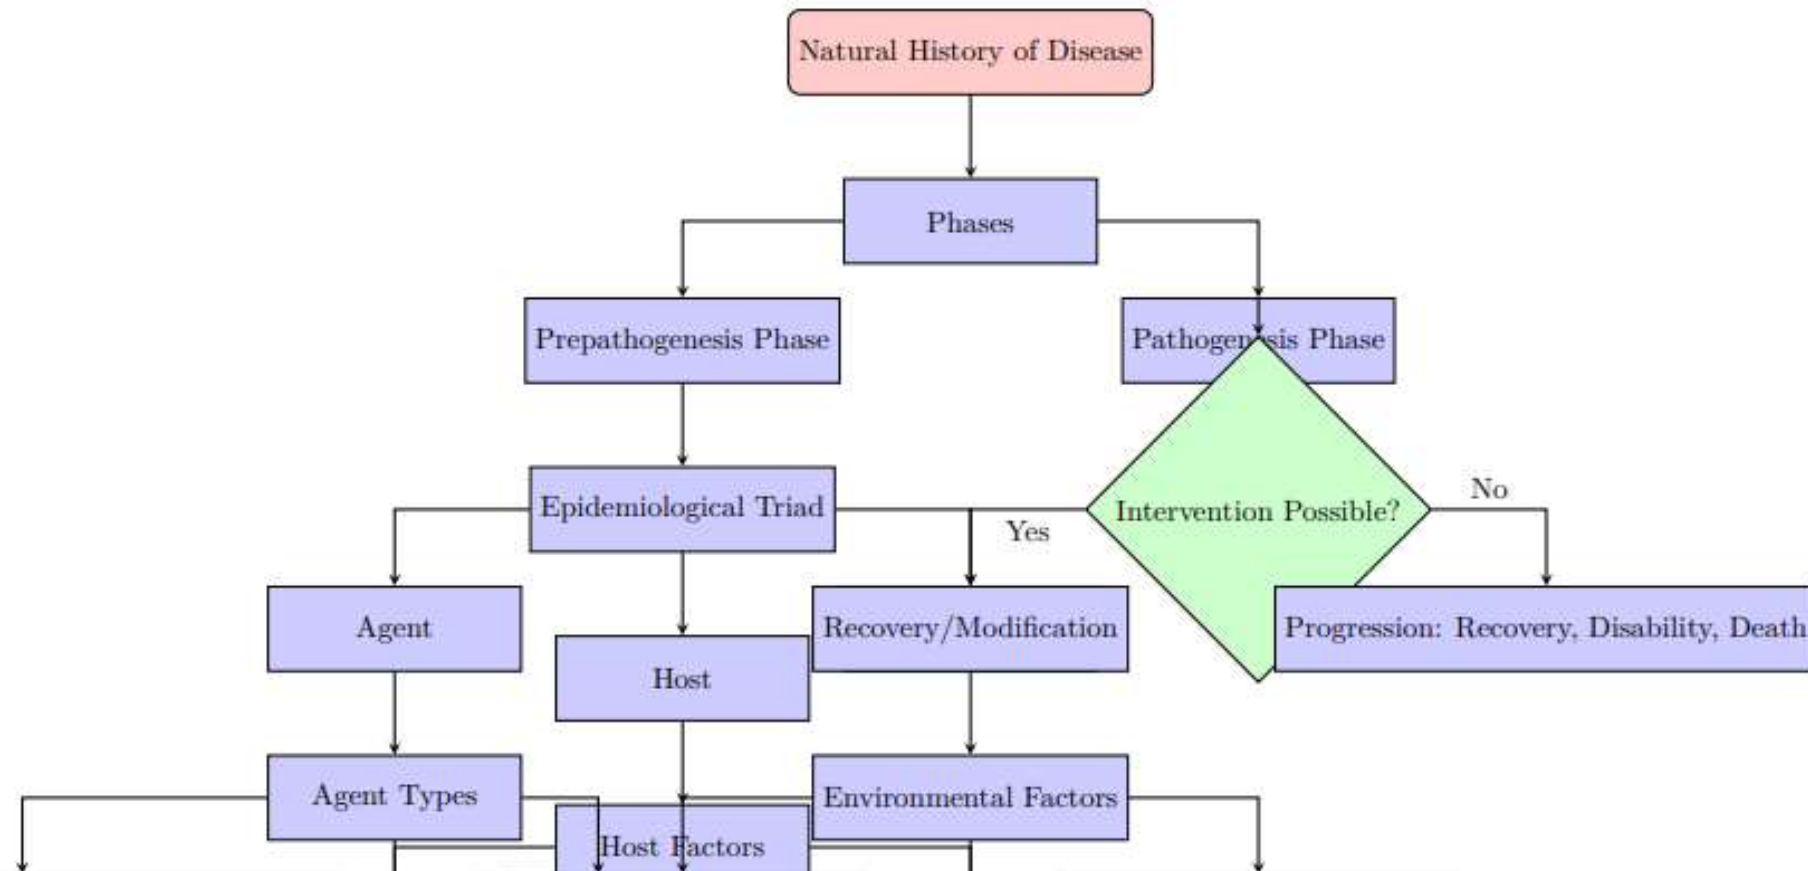 Natural History of Disease
Phases
Prepathogenesis Phase
Pathogenesis Phase
Epidemiological Triad
Intervention Possible?
Yes
No
Agent
Recovery/Modification
Progression: Recovery, Disability, Death
Host
Agent Types
Environmental Factors
Host Factors